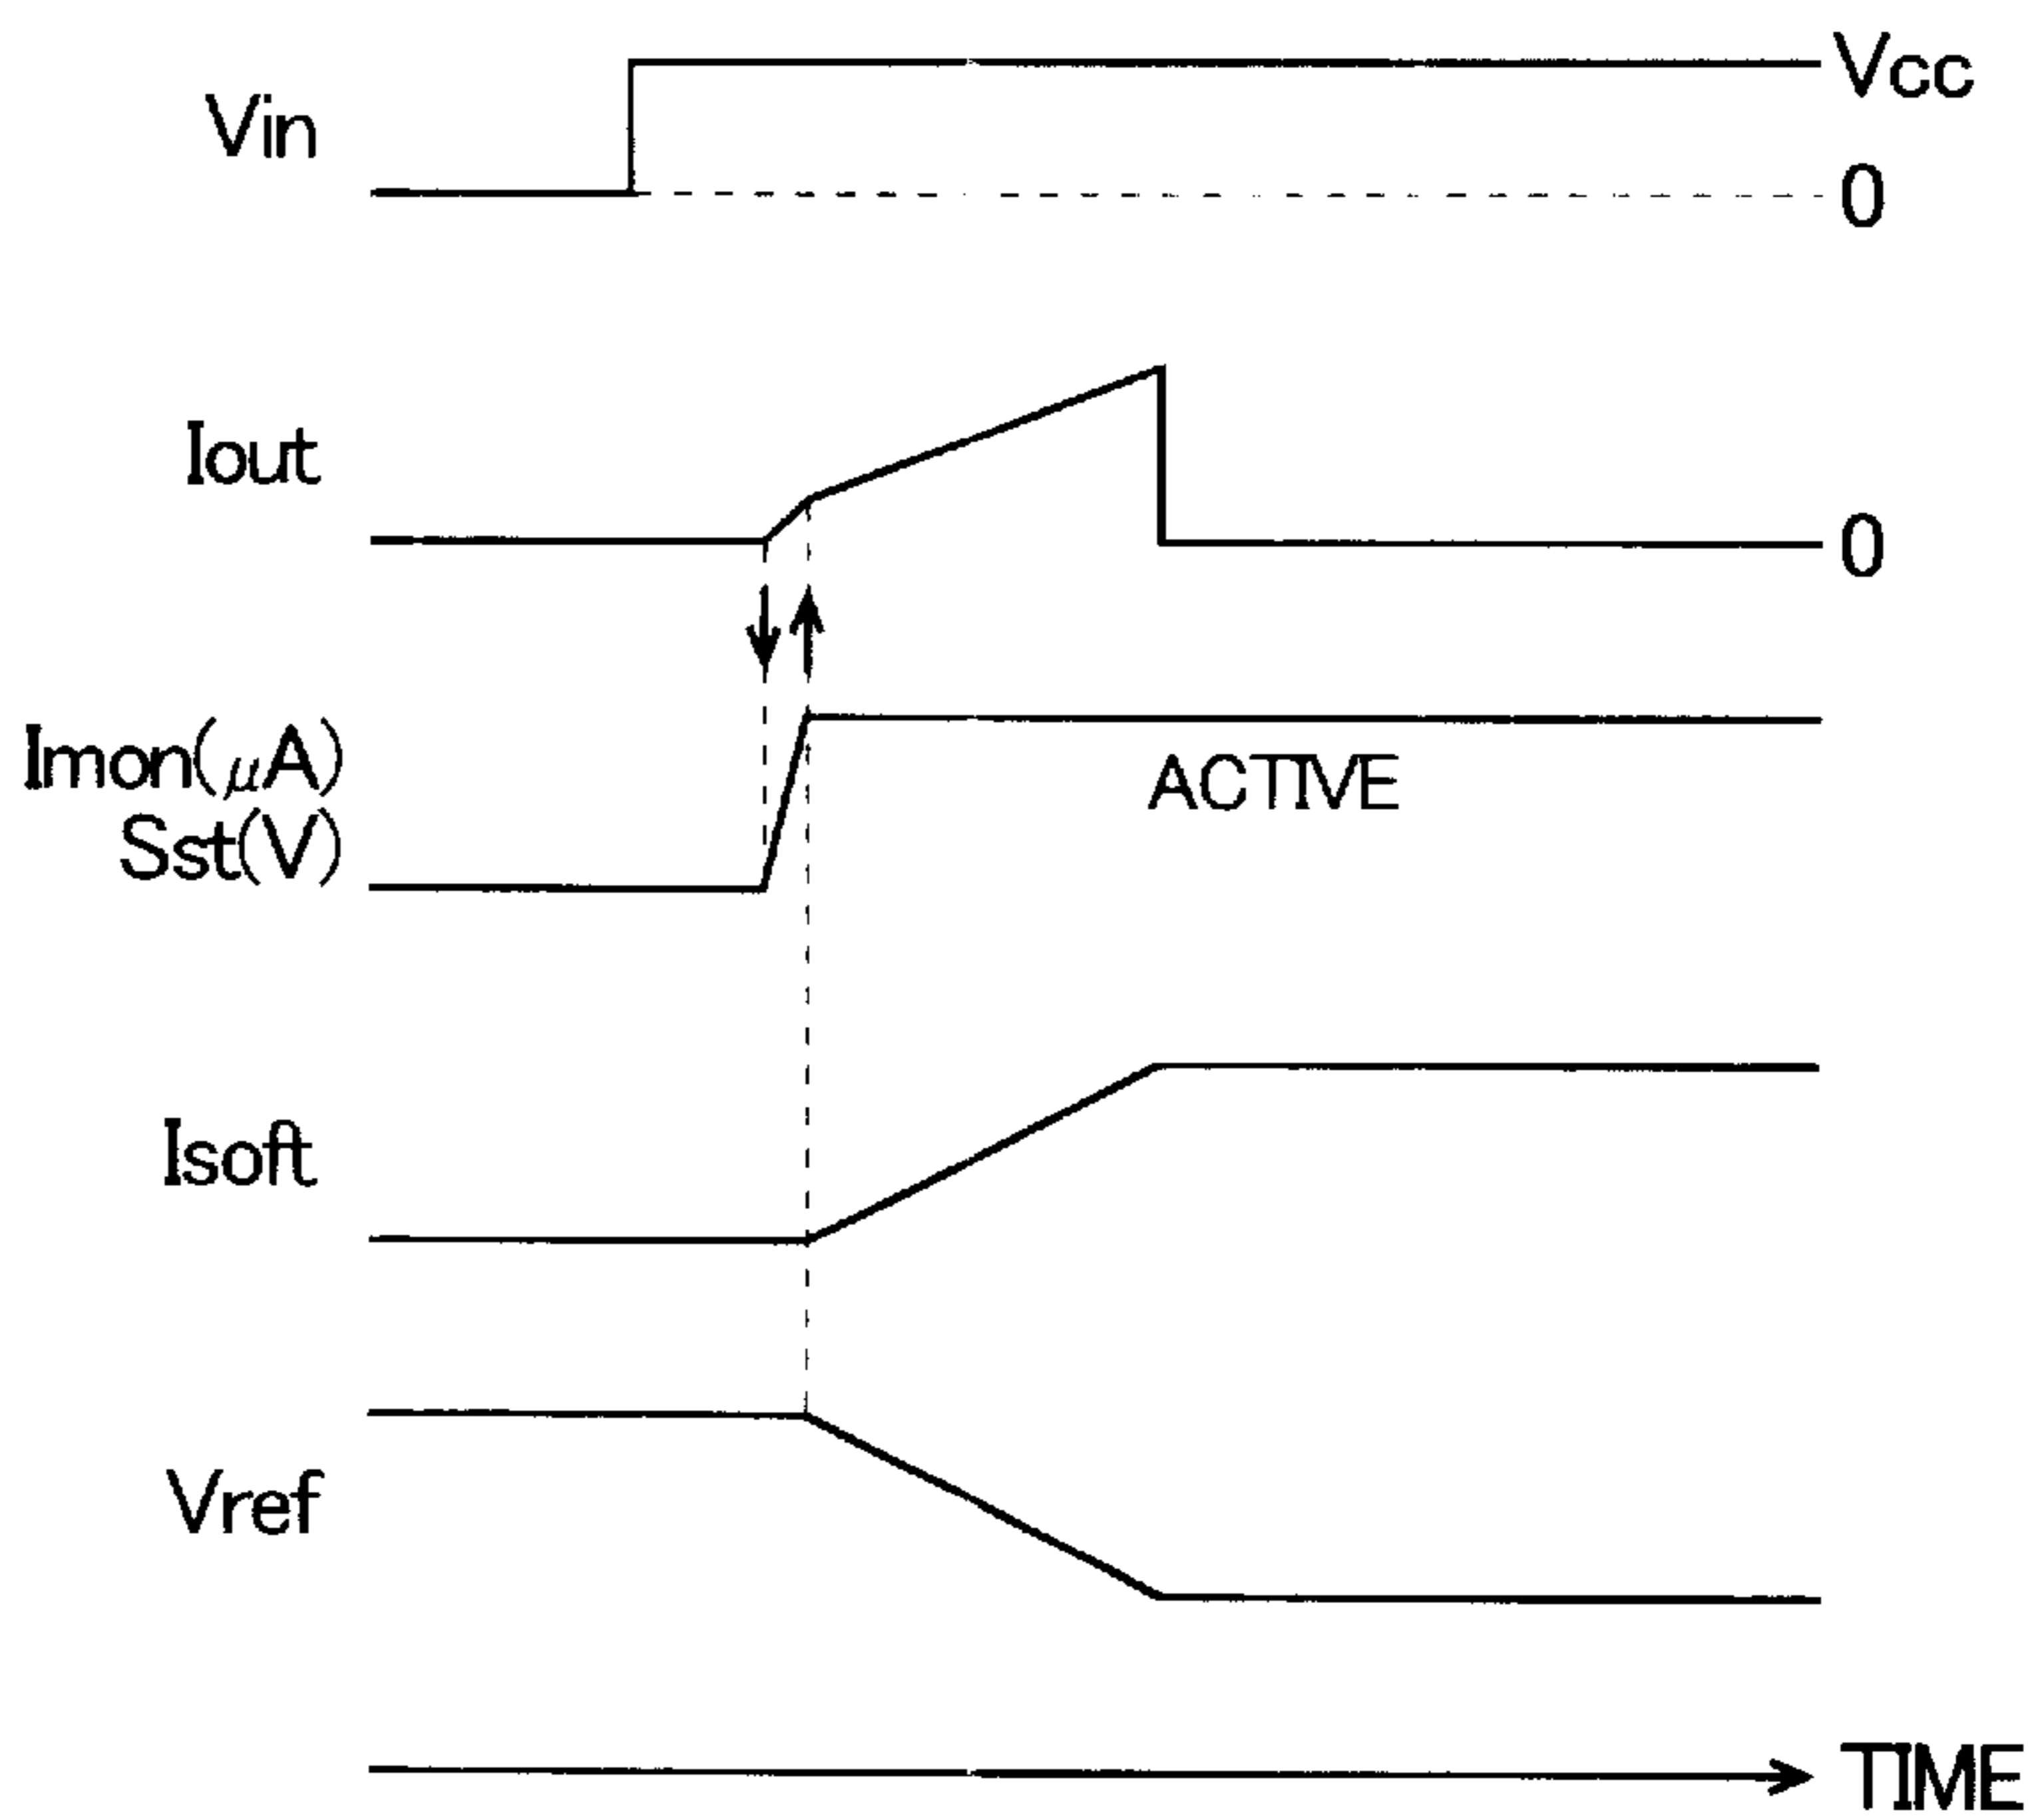 Vcc
Vin
0
Iout
0
Imon(μA)
ACTIVE
Sst(V)
Isoft
Vref
TIME